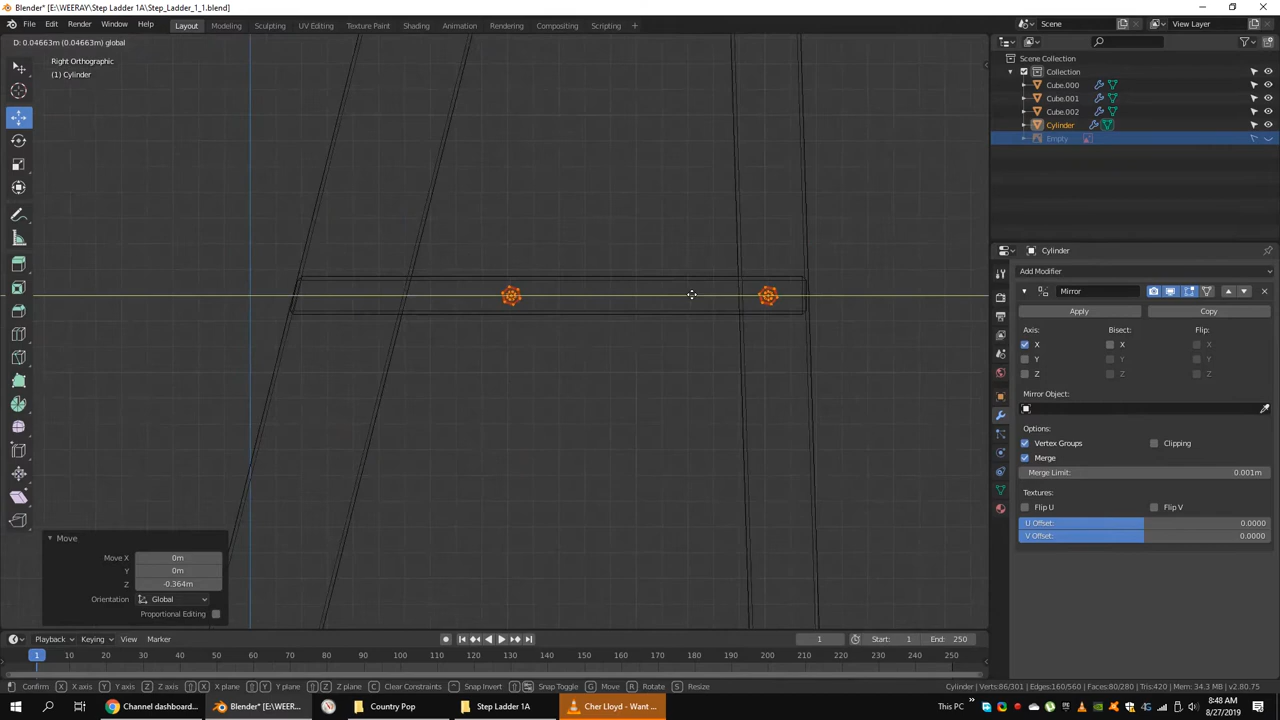 Blender* [E:\WEERAY\Step Ladder 1A\Step_Ladder_1_1.blend]
File Edit Render Window Help Layout Modeling Sculpting UV Editing Texture Paint Shading Animation Rendering Compositing Scripting + Scene View Layer
D: 0.04663m (0.04663m) global
Right Orthographic
(1) Cylinder
Scene Collection
Collection
Cube.000
Cube.001
Cube.002
Cylinder
Empty
Cylinder
Add Modifier
Mirror
Apply Copy
Axis: Bisect: Flip:
X X X
Y Y Y
Z Z Z
Mirror Object:
Options:
Vertex Groups Clipping
Merge
Merge Limit: 0.001m
Textures:
Flip U Flip V
U Offset: 0.0000
V Offset: 0.0000
Move
Move X 0m
Y 0m
Z -0.364m
Orientation Global
Proportional Editing
Playback Keying View Marker 1 Start: 1 End: 250
1 10 20 30 40 50 60 70 80 90 100 110 120 130 140 150 160 170 180 190 200 210 220 230 240 250
Confirm X X axis Y Y axis Z Z axis X X plane Y Y plane Z Z plane C Clear Constraints Snap Invert Snap Toggle G Move R Rotate S Resize Cylinder | Verts:86/301 | Edges:160/560 | Faces:80/280 | Tris:420 | Mem: 34.3 MB | v2.80.75
Channel dashboard... Blender* [E:\WEER... Country Pop Step Ladder 1A Cher Lloyd - Want ... This PC 8:48 AM
8/27/2019